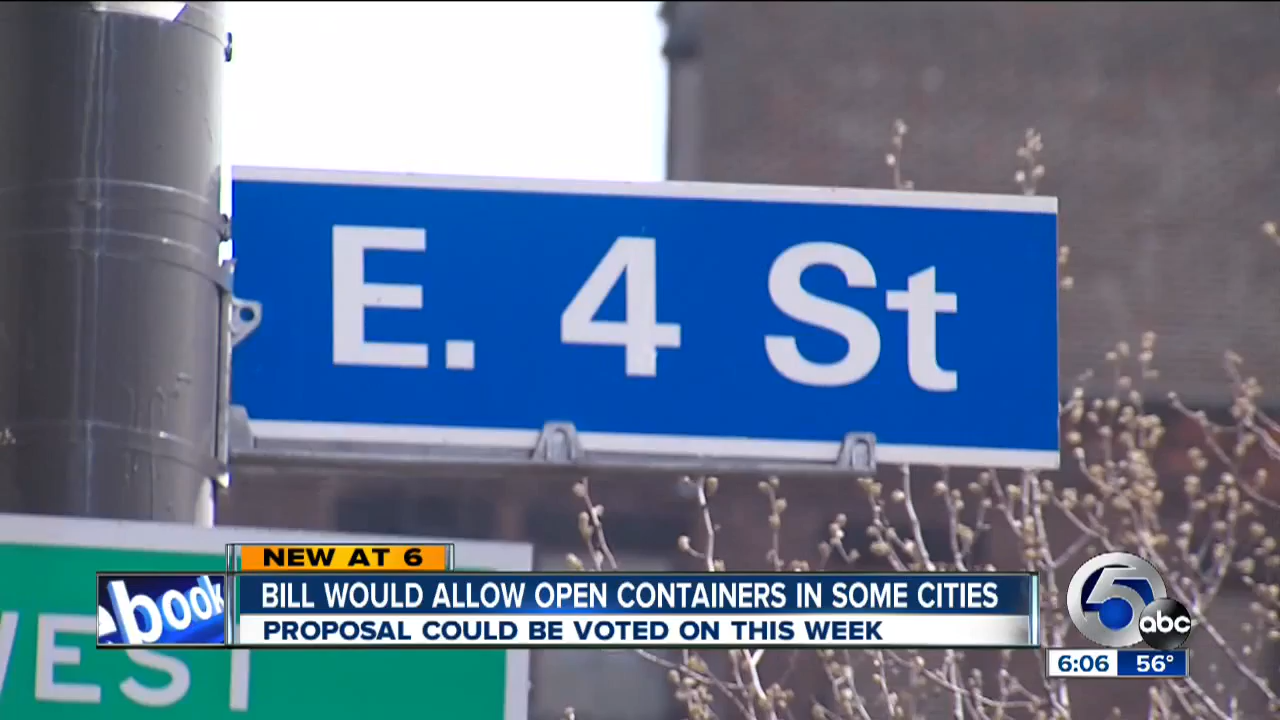 E. 4 St
NEW AT 6
BILL WOULD ALLOW OPEN CONTAINERS IN SOME CITIES
PROPOSAL COULD BE VOTED ON THIS WEEK
book
5
abc
6:06 56°
EST